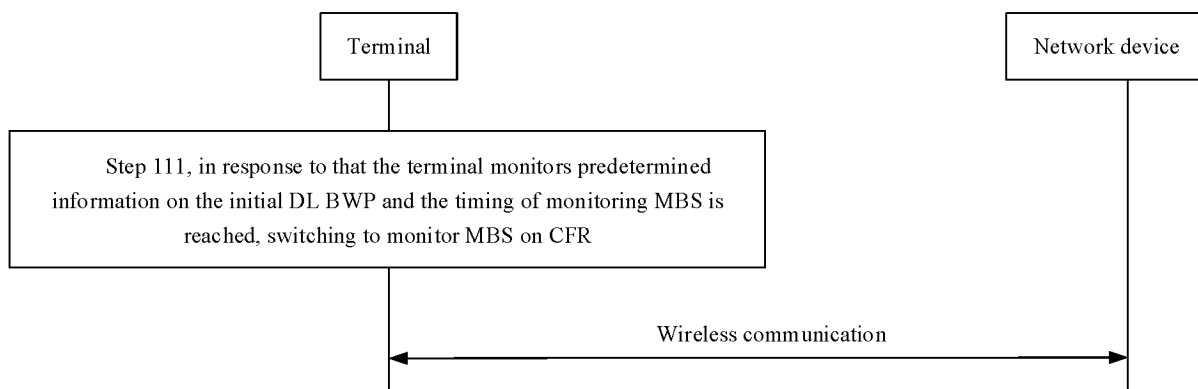 Terminal
Network device
Step 111, in response to that the terminal monitors predetermined
information on the initial DL BWP and the timing of monitoring MBS is
reached, switching to monitor MBS on CFR
Wireless communication